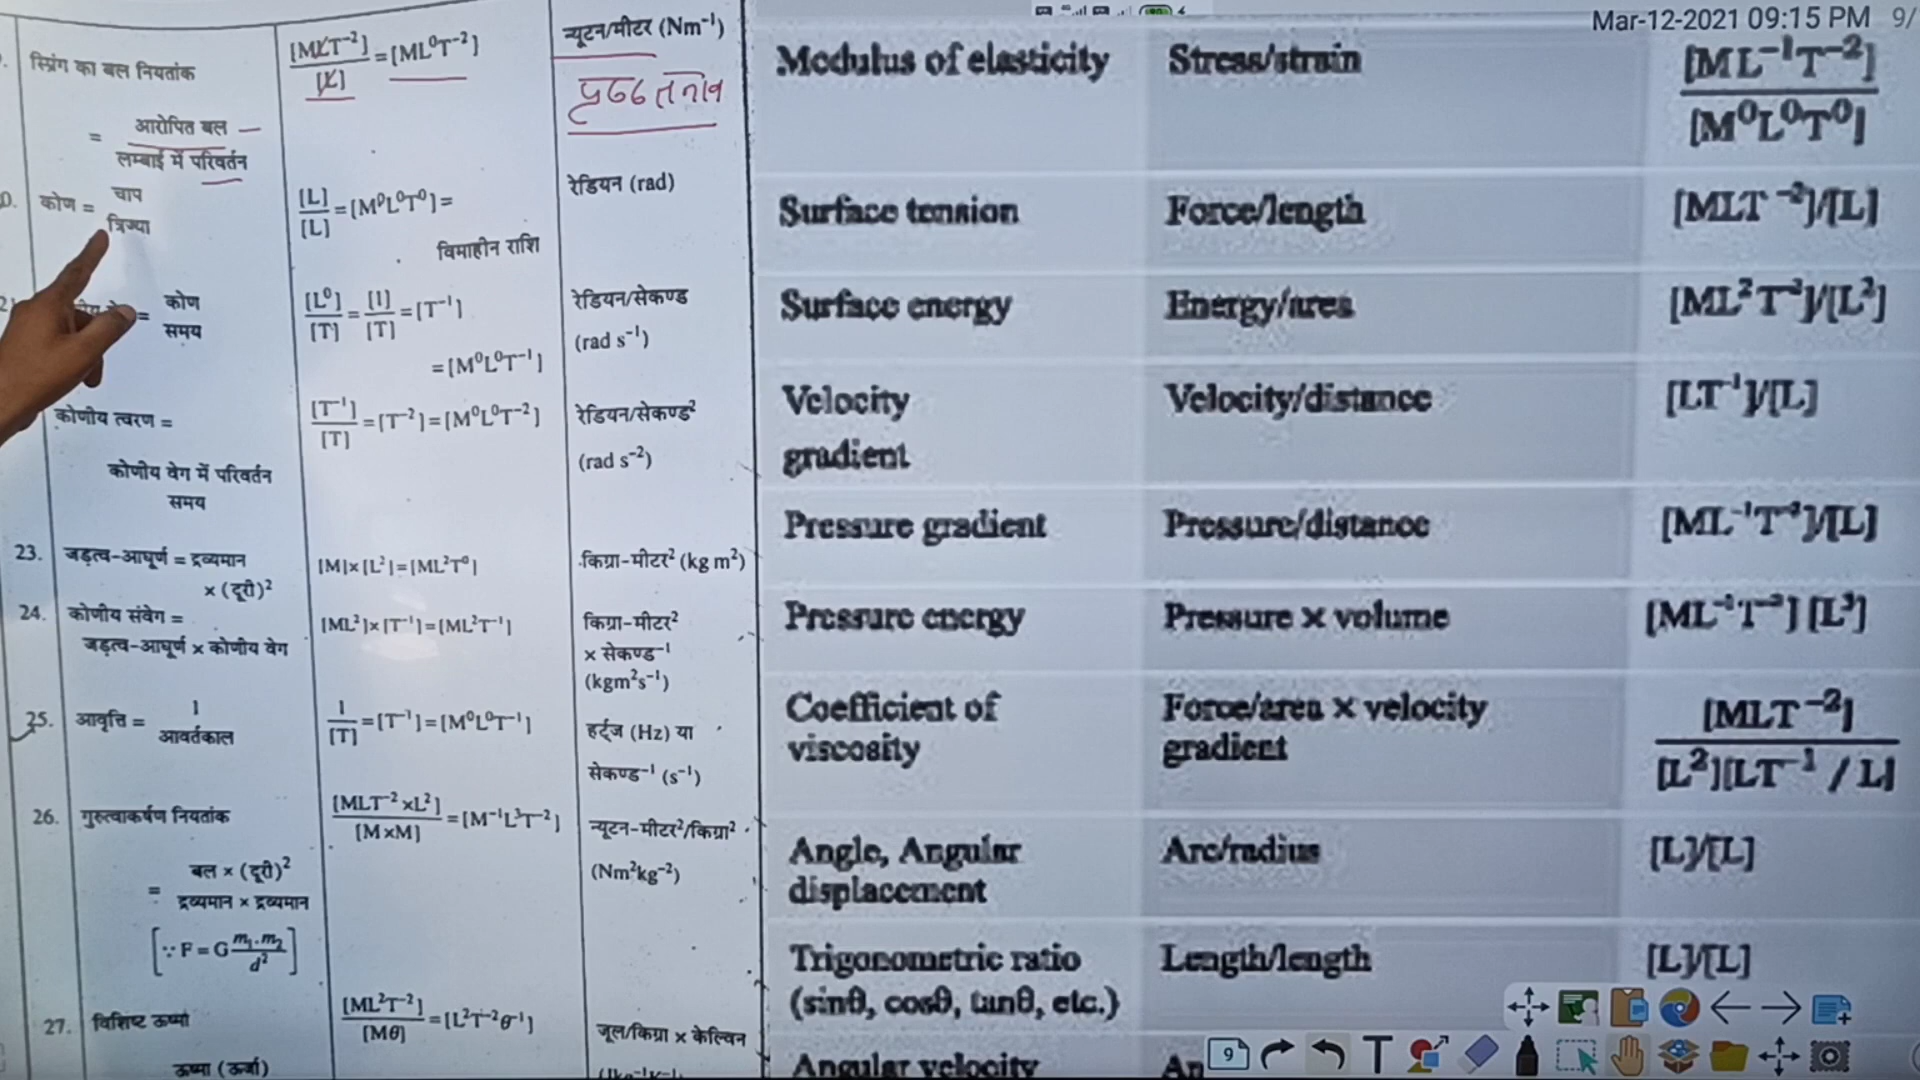 Mar-12-2021 09:15 PM 9/
स्प्रिंग का बल नियतांक
= आरोपित बल / लम्बाई में परिवर्तन
[MLT⁻²]/[L] = [ML⁰T⁻²]
न्यूटन/मीटर (Nm⁻¹)
पृष्ठ तनाव
कोण = चाप / त्रिज्या
[L]/[L] = [M⁰L⁰T⁰] =
विमाहीन राशि
रेडियन (rad)
= कोण / समय
[L⁰]/[T] = [1]/[T] = [T⁻¹]
= [M⁰L⁰T⁻¹]
रेडियन/सेकण्ड
(rad s⁻¹)
कोणीय त्वरण =
कोणीय वेग में परिवर्तन
समय
[T⁻¹]/[T] = [T⁻²] = [M⁰L⁰T⁻²]
रेडियन/सेकण्ड²
(rad s⁻²)
23. जड़त्व-आघूर्ण = द्रव्यमान
× (दूरी)²
[M]×[L²]=[ML²T⁰]
किग्रा-मीटर² (kg m²)
24. कोणीय संवेग =
जड़त्व-आघूर्ण × कोणीय वेग
[ML²]×[T⁻¹]=[ML²T⁻¹]
किग्रा-मीटर²
× सेकण्ड⁻¹
(kgm²s⁻¹)
25. आवृत्ति = 1 / आवर्तकाल
1/[T] = [T⁻¹] = [M⁰L⁰T⁻¹]
हर्ट्ज (Hz) या
सेकण्ड⁻¹ (s⁻¹)
26. गुरुत्वाकर्षण नियतांक
= बल × (दूरी)² / द्रव्यमान × द्रव्यमान
[∵ F = G m₁.m₂/d²]
[MLT⁻² ×L²]/[M×M] = [M⁻¹L³T⁻²]
न्यूटन-मीटर²/किग्रा²
(Nm²kg⁻²)
27. विशिष्ट ऊष्मा
ऊष्मा (ऊर्जा)
[ML²T⁻²]/[Mθ] = [L²T⁻²θ⁻¹]
जूल/किग्रा × केल्विन
Modulus of elasticity Stress/strain [ML⁻¹T⁻²]/[M⁰L⁰T⁰]
Surface tension Force/length [MLT⁻²]/[L]
Surface energy Energy/area [ML²T⁻²]/[L²]
Velocity gradient Velocity/distance [LT⁻¹]/[L]
Pressure gradient Pressure/distance [ML⁻¹T⁻²]/[L]
Pressure energy Pressure × volume [ML⁻¹T⁻²] [L³]
Coefficient of viscosity Force/area × velocity gradient [MLT⁻²]/[L²][LT⁻¹ / L]
Angle, Angular displacement Arc/radius [L]/[L]
Trigonometric ratio (sinθ, cosθ, tanθ, etc.) Length/length [L]/[L]
Angular velocity An
9
T